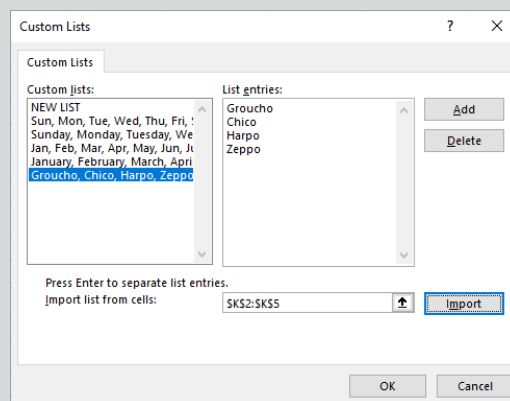 Custom Lists
?
Custom Lists
Custom lists:
NEW LIST
Sun, Mon, Tue, Wed, Thu, Fri,
Sunday, Monday, Tuesday, We
Jan, Feb, Mar, Apr, May, Jun, Ju
January, February, March, Apri
Groucho, Chico, Harpo, Zeppo
List entries:
Groucho
Chico
Harpo
Zeppo
Add
Delete
Press Enter to separate list entries.
Import list from cells:
$K$2:$K$5
Import
OK
Cancel